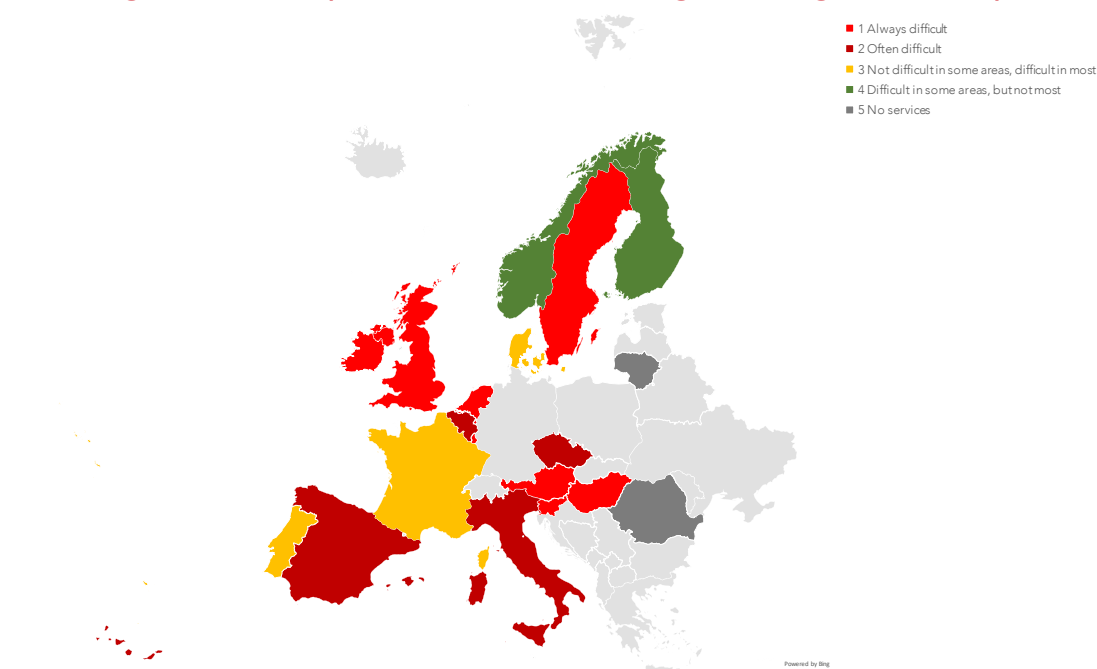 1 Always difficult
2 Often difficult
3 Not difficult in some areas, difficult in most
4 Difficult in some areas, but not most
5 No services
Powered by Bing